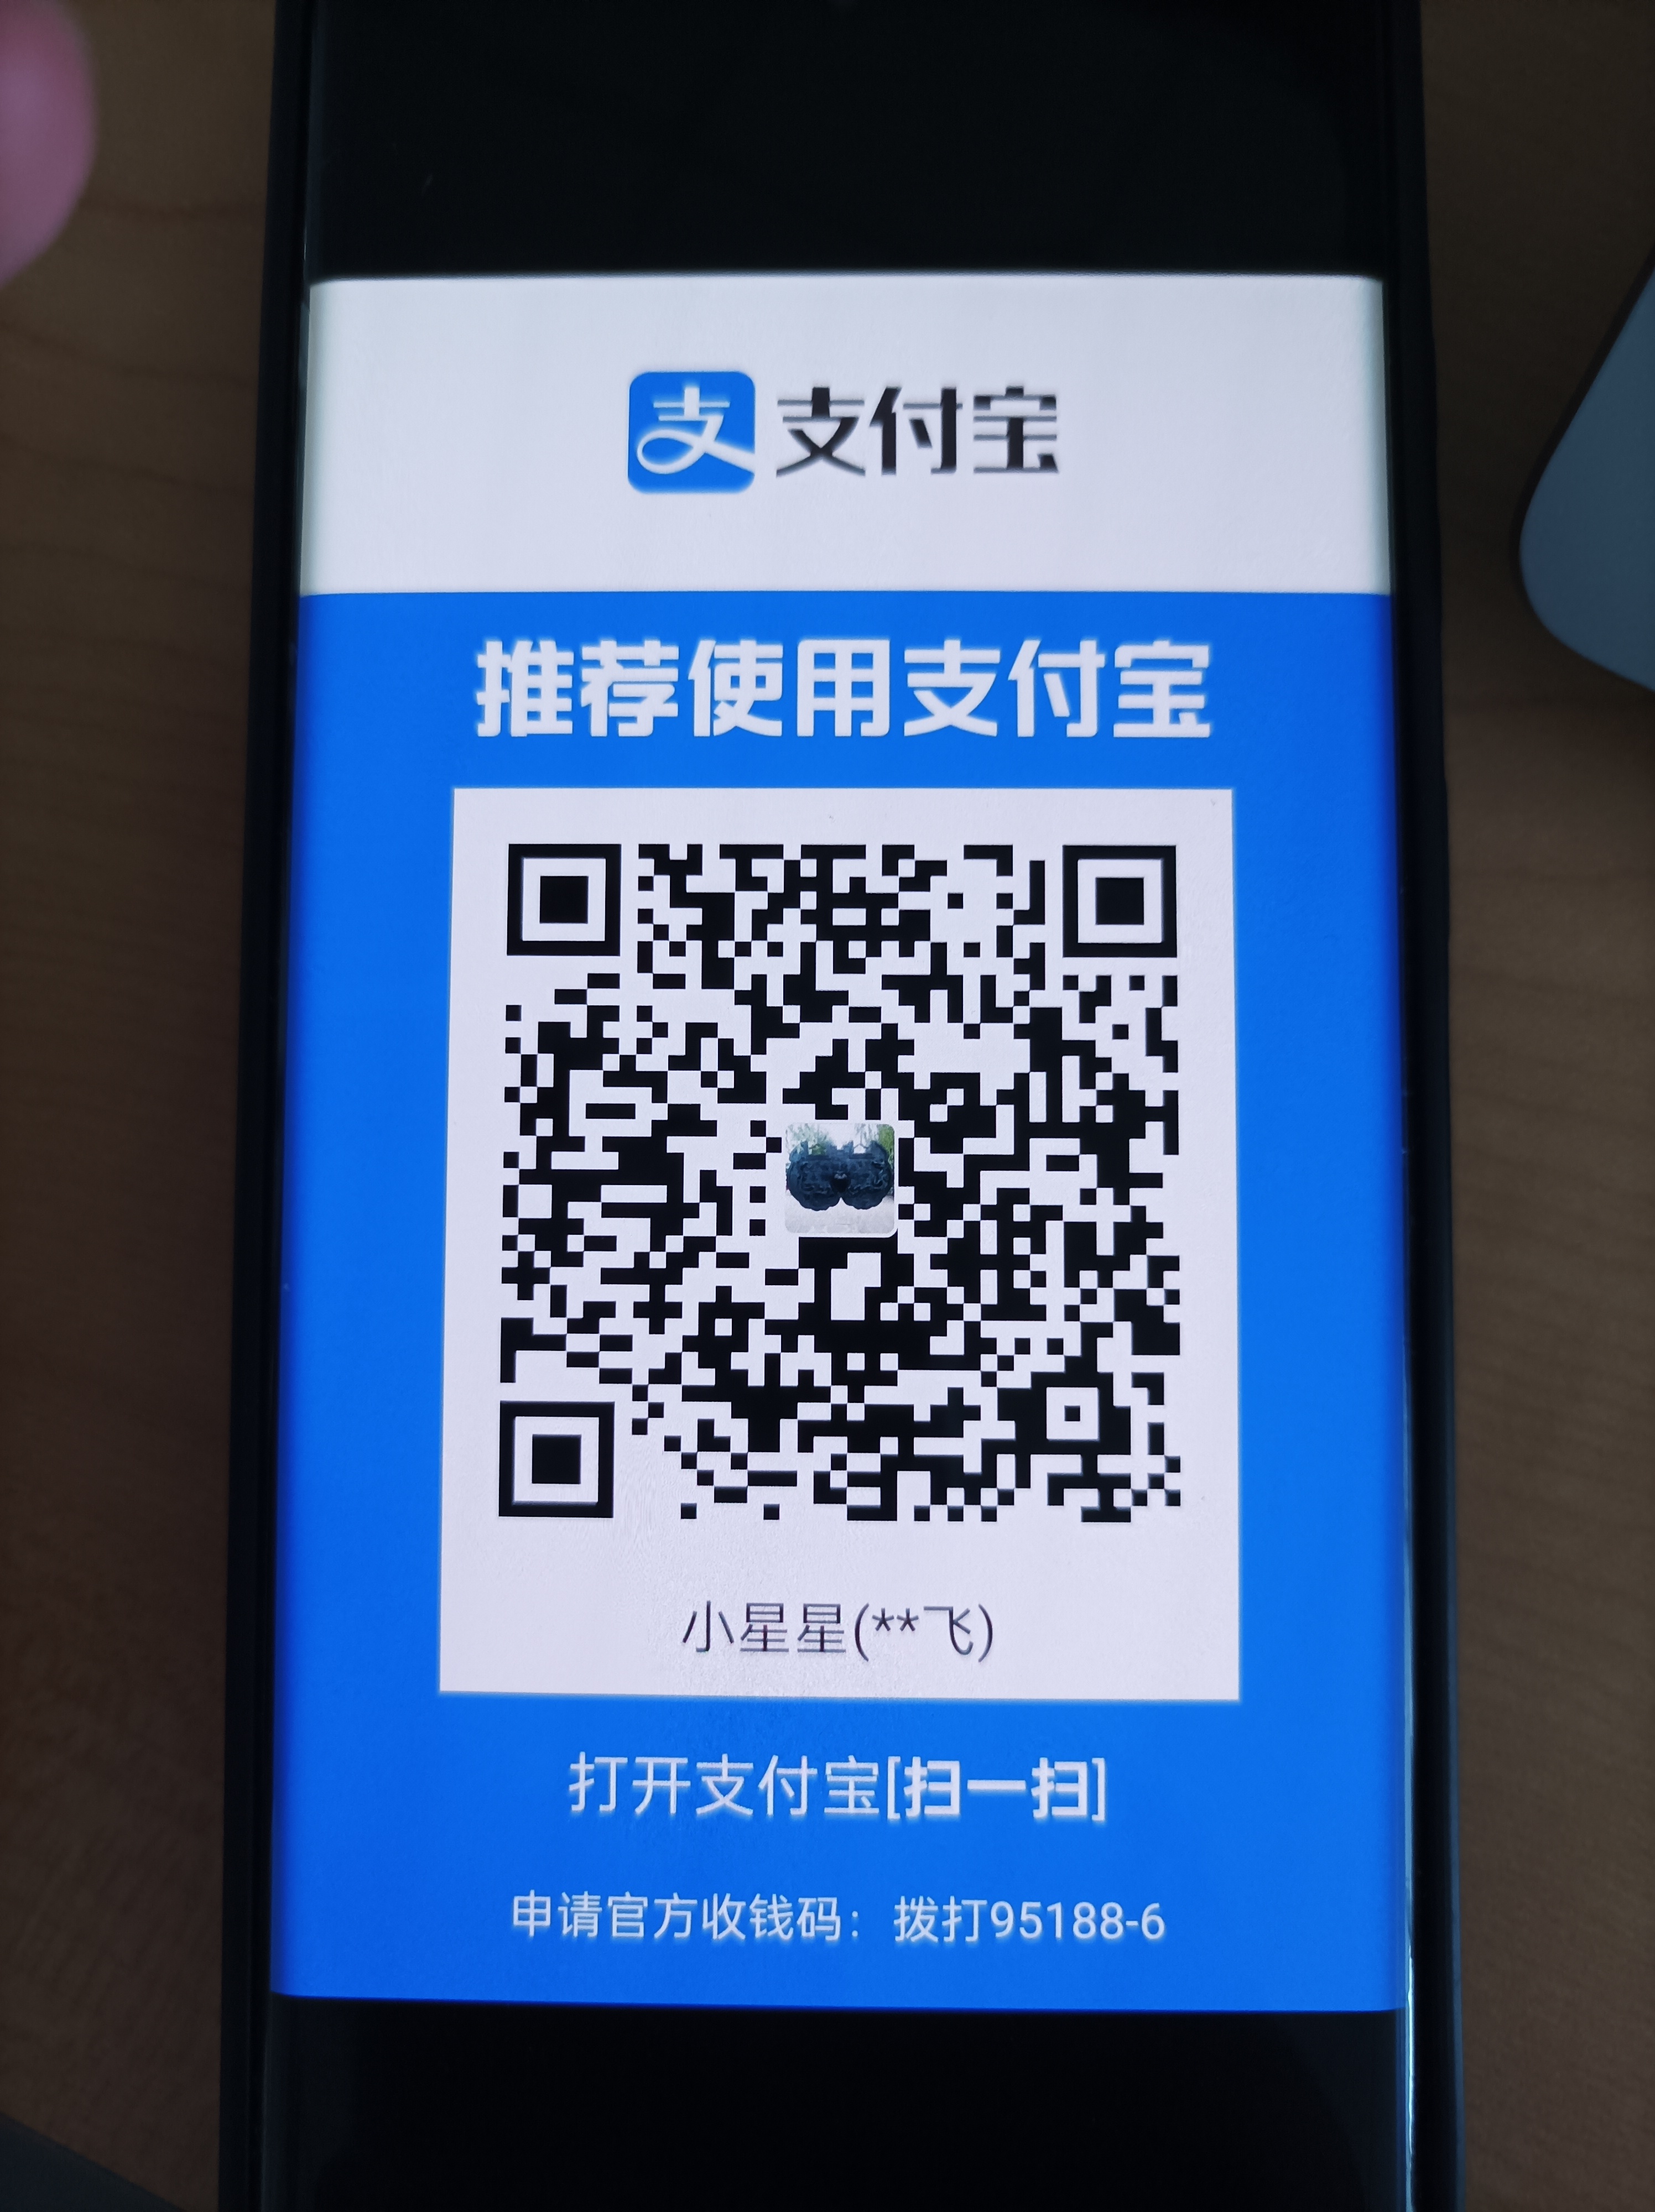 支 支付宝
推荐使用支付宝
小星星(**飞)
打开支付宝[扫一扫]
申请官方收钱码：拨打95188-6